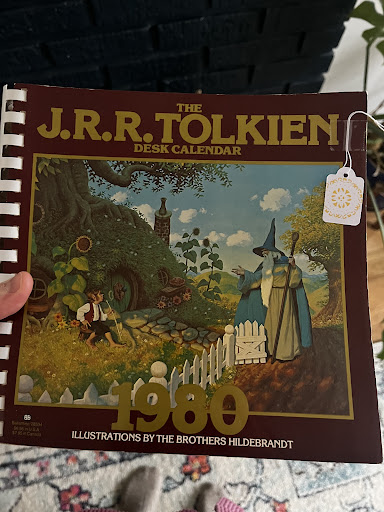 THE
J.R.R. TOLKIEN
DESK CALENDAR
1980
ILLUSTRATIONS BY THE BROTHERS HILDEBRANDT